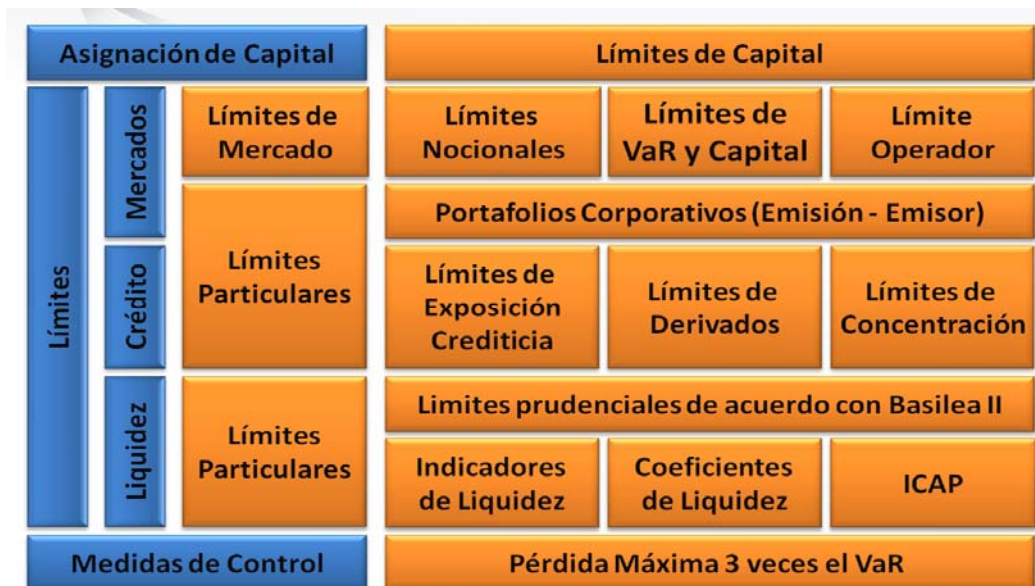 Asignación de Capital
Límites de Capital
Límites
Mercados
Límites de
Mercado
Límites
Nocionales
Límites de
VaR y Capital
Límite
Operador
Portafolios Corporativos (Emisión - Emisor)
Crédito
Límites
Particulares
Límites de
Exposición
Crediticia
Límites de
Derivados
Límites de
Concentración
Liquidez
Límites
Particulares
Limites prudenciales de acuerdo con Basilea II
Indicadores
de Liquidez
Coeficientes
de Liquidez
ICAP
Medidas de Control
Pérdida Máxima 3 veces el VaR